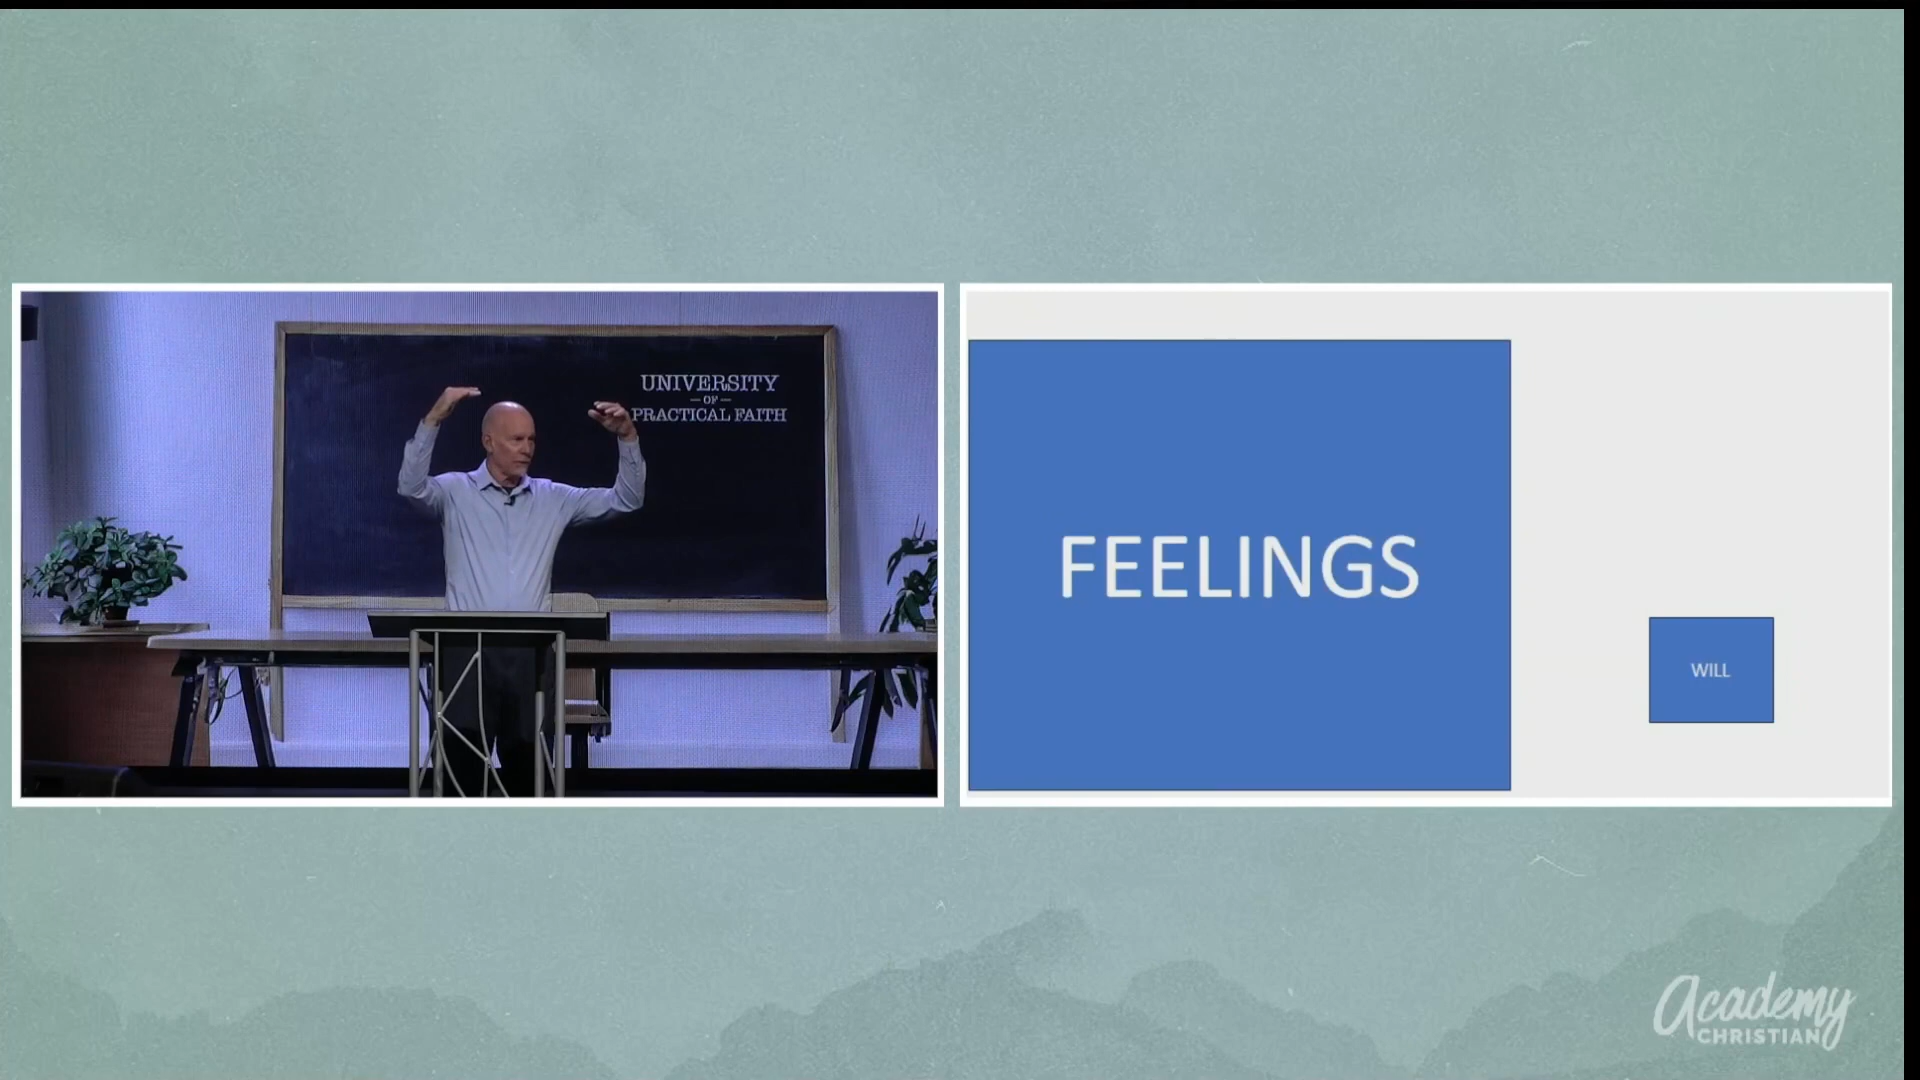 UNIVERSITY
OF
PRACTICAL FAITH
FEELINGS
WILL
Academy
CHRISTIAN